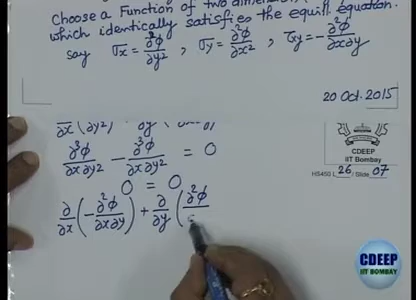 Choose a Function of two dimension
which identically satisfies the equill equation.
say σx = ∂²φ/∂y² , σy = ∂²φ/∂x² , τxy = - ∂²φ/∂x∂y
20 Oct. 2015
∂x (∂y²) ∂y (∂x∂y)
∂³φ/∂x∂y² - ∂³φ/∂x∂y² = 0
0 = 0
∂/∂x (-∂²φ/∂x∂y) + ∂/∂y (∂²φ/
CDEEP
IIT Bombay
HS450 L 26 / Slide 07
CDEEP
IIT BOMBAY